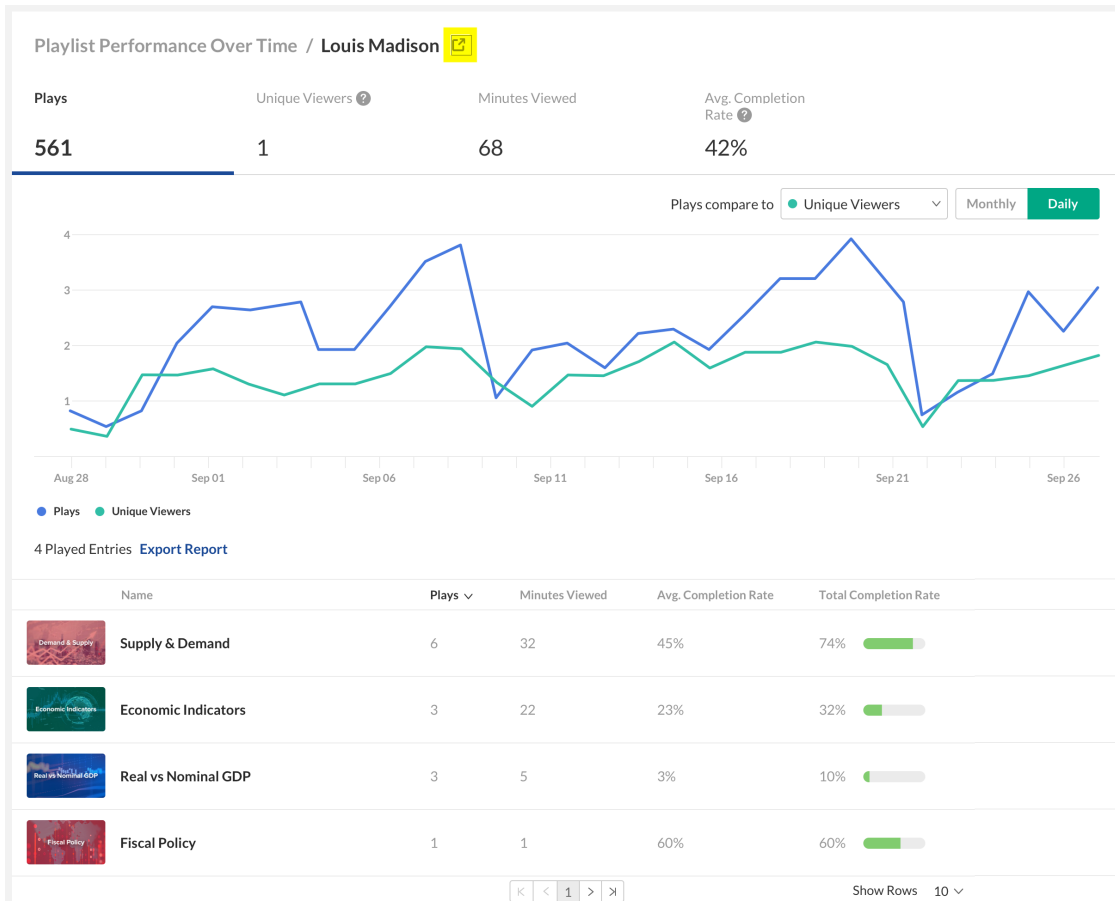 Playlist Performance Over Time / Louis Madison
Plays
Unique Viewers ?
Minutes Viewed
Avg. Completion
Rate ?
561
1
68
42%
Plays compare to
Unique Viewers
Monthly
Daily
4
3
2
1
Aug 28
Sep 01
Sep 06
Sep 11
Sep 16
Sep 21
Sep 26
Plays
Unique Viewers
4 Played Entries Export Report
Name Plays Minutes Viewed Avg. Completion Rate Total Completion Rate
Demand & Supply
Supply & Demand 6 32 45% 74%
Economic Indicators
Economic Indicators 3 22 23% 32%
Real vs Nominal GDP
Real vs Nominal GDP 3 5 3% 10%
Fiscal Policy
Fiscal Policy 1 1 60% 60%
1
Show Rows 10